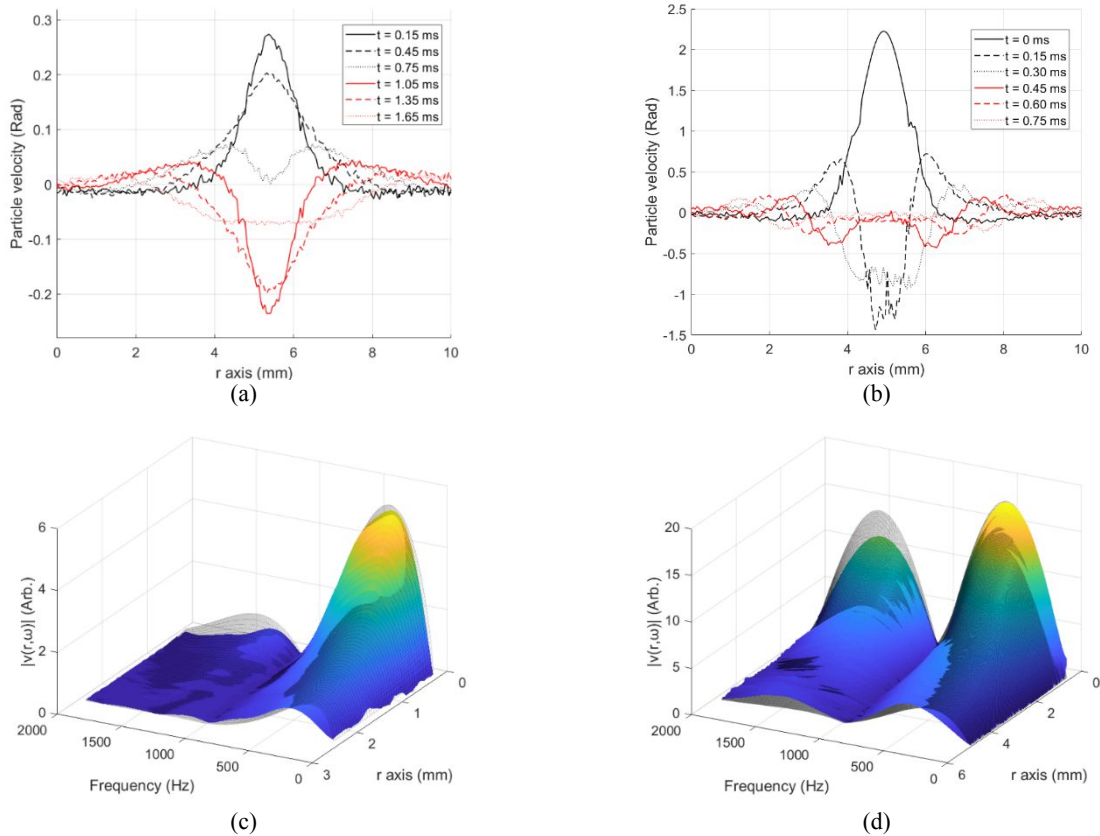 0.3
0.2
0.1
0
-0.1
-0.2
Particle velocity (Rad)
t = 0.15 ms
t = 0.45 ms
t = 0.75 ms
t = 1.05 ms
t = 1.35 ms
t = 1.65 ms
0 2 4 6 8 10
r axis (mm)
(a)
2.5
2
1.5
1
0.5
0
-0.5
-1
-1.5
Particle velocity (Rad)
t = 0 ms
t = 0.15 ms
t = 0.30 ms
t = 0.45 ms
t = 0.60 ms
t = 0.75 ms
0 2 4 6 8 10
r axis (mm)
(b)
6
4
2
0
|v(r,ω)| (Arb.)
2000 1500 1000 500 0
Frequency (Hz)
3 2 1 0
r axis (mm)
(c)
20
15
10
5
0
|v(r,ω)| (Arb.)
2000 1500 1000 500 0
Frequency (Hz)
6 4 2 0
r axis (mm)
(d)